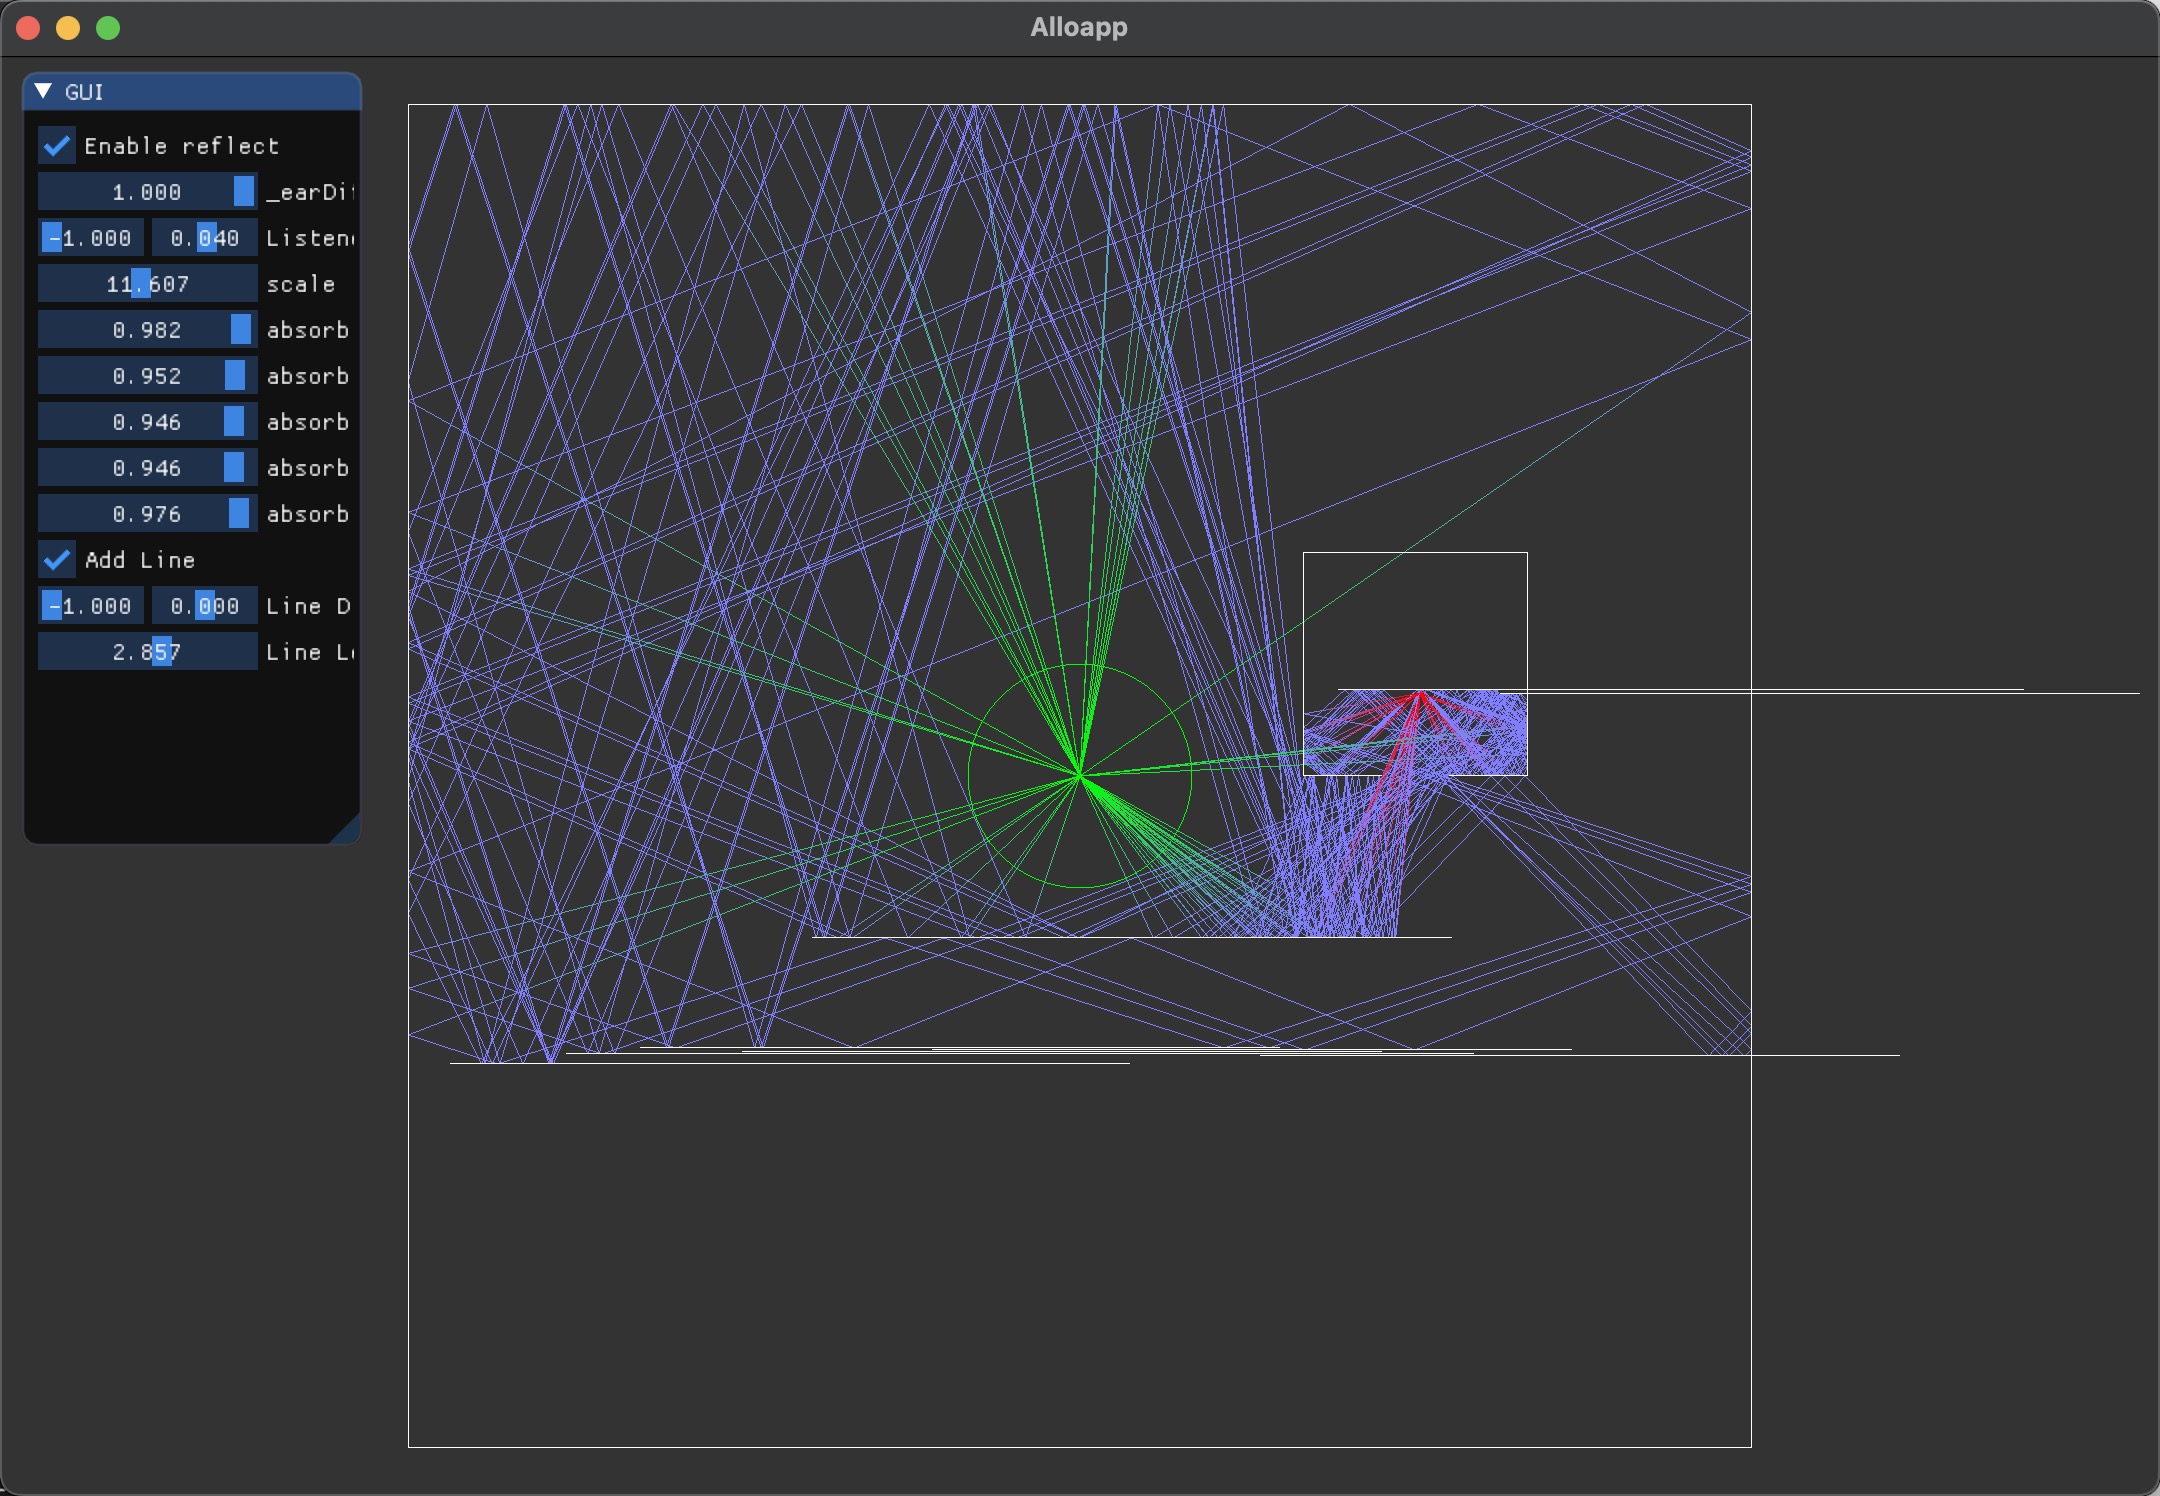 Alloapp
GUI
Enable reflect
1.000 _earDi
-1.000 0.040 Listen
11.607 scale
0.982 absorb
0.952 absorb
0.946 absorb
0.946 absorb
0.976 absorb
Add Line
-1.000 0.000 Line D
2.857 Line L